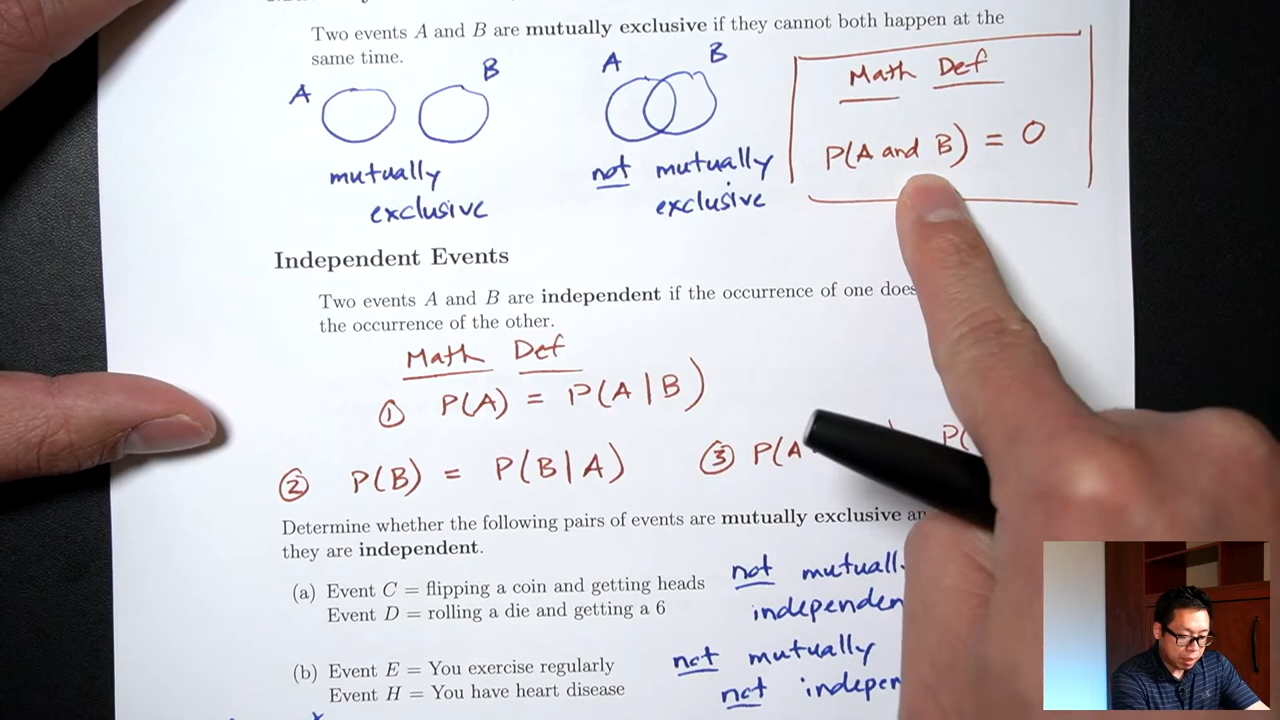 Two events A and B are mutually exclusive if they cannot both happen at the
same time.
A B
A B
mutually
exclusive
not mutually
exclusive
Math Def
P(A and B) = 0
Independent Events
Two events A and B are independent if the occurrence of one does
the occurrence of the other.
Math Def
① P(A) = P(A|B)
② P(B) = P(B|A) ③ P(A P(
Determine whether the following pairs of events are mutually exclusive
they are independent.
(a) Event C = flipping a coin and getting heads
Event D = rolling a die and getting a 6
not mutuall
independen
(b) Event E = You exercise regularly
Event H = You have heart disease
not mutually
not indepen